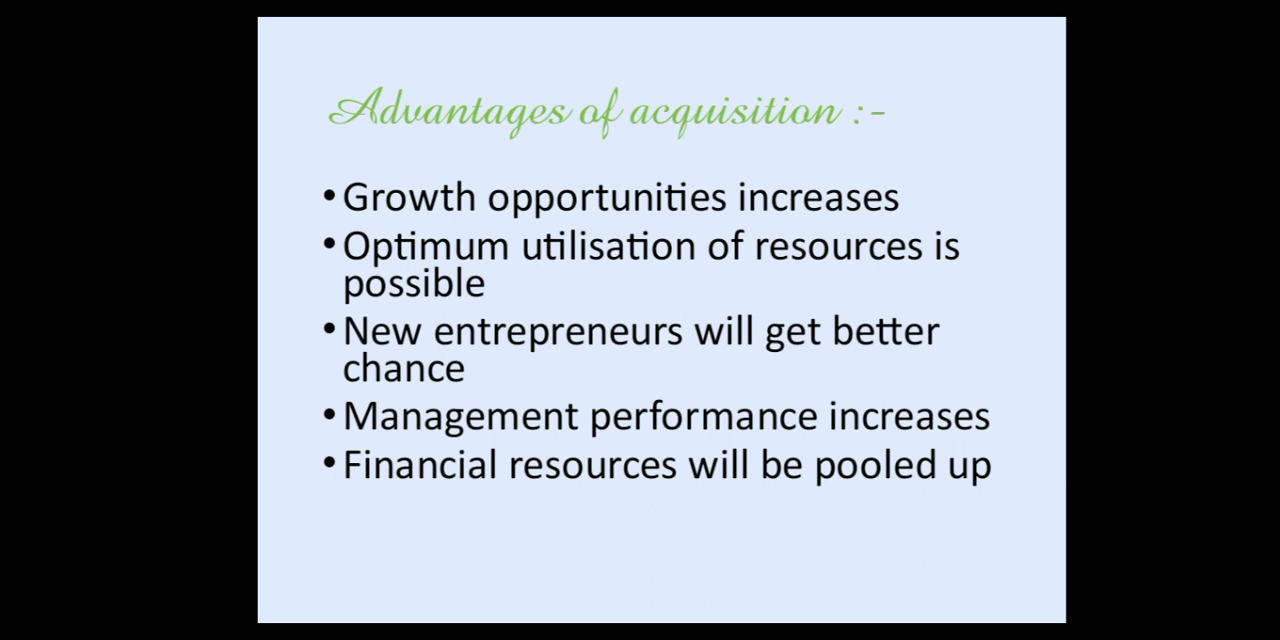 Advantages of acquisition :-
• Growth opportunities increases
• Optimum utilisation of resources is
possible
• New entrepreneurs will get better
chance
• Management performance increases
• Financial resources will be pooled up